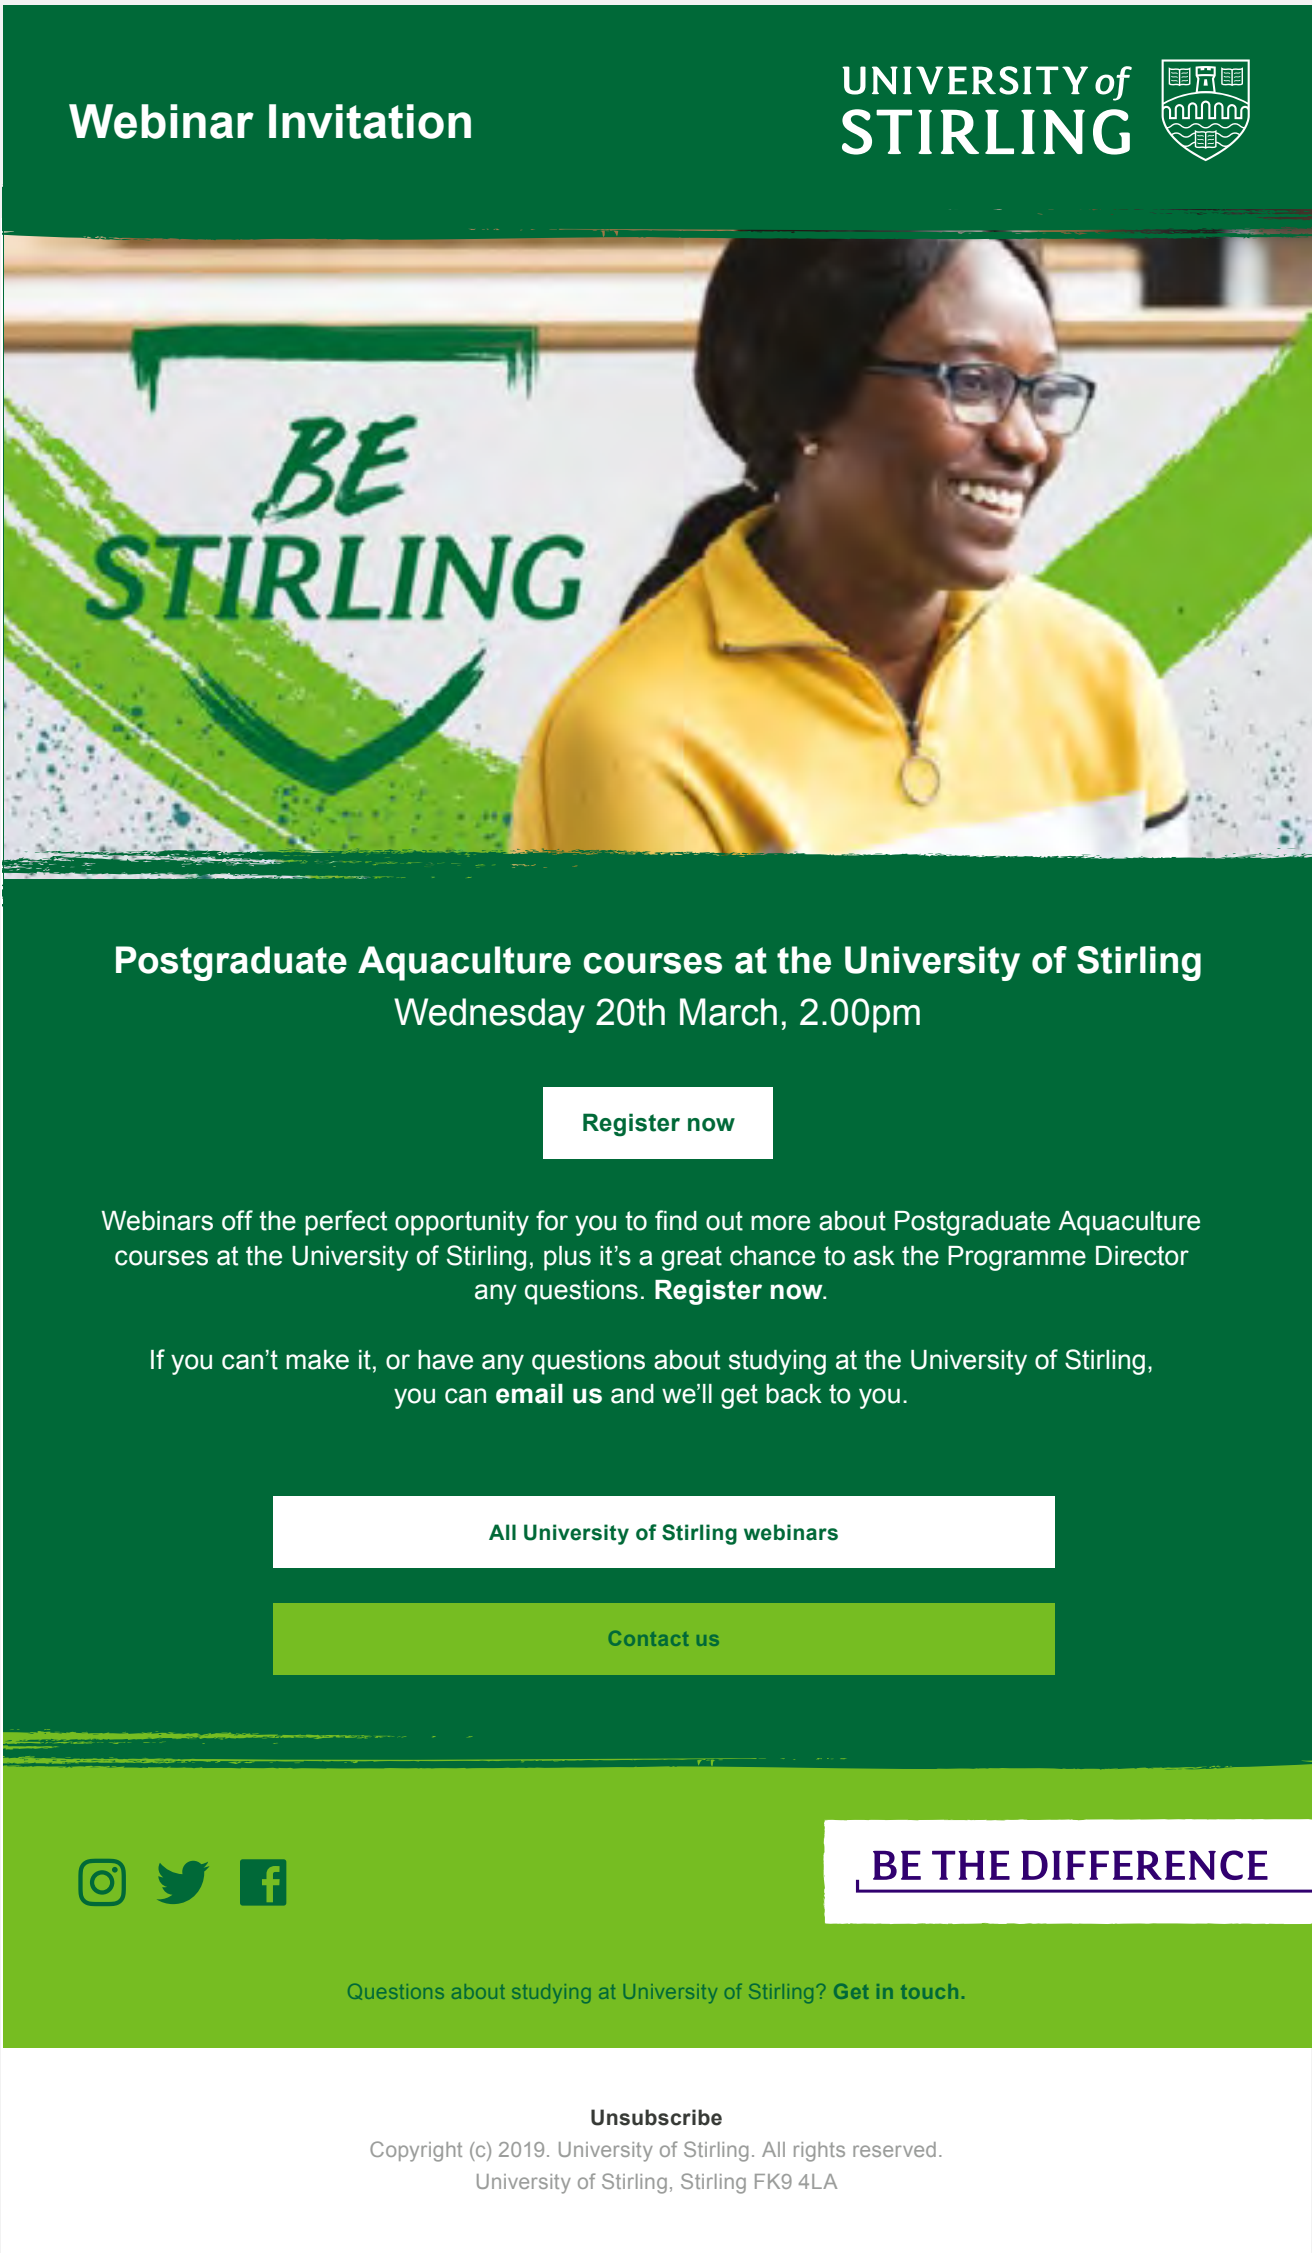 Webinar Invitation
UNIVERSITY of
STIRLING
BE
STIRLING
Postgraduate Aquaculture courses at the University of Stirling
Wednesday 20th March, 2.00pm
Register now
Webinars off the perfect opportunity for you to find out more about Postgraduate Aquaculture
courses at the University of Stirling, plus it’s a great chance to ask the Programme Director
any questions. Register now.
If you can’t make it, or have any questions about studying at the University of Stirling,
you can email us and we’ll get back to you.
All University of Stirling webinars
Contact us
BE THE DIFFERENCE
Questions about studying at University of Stirling? Get in touch.
Unsubscribe
Copyright (c) 2019. University of Stirling. All rights reserved.
University of Stirling, Stirling FK9 4LA